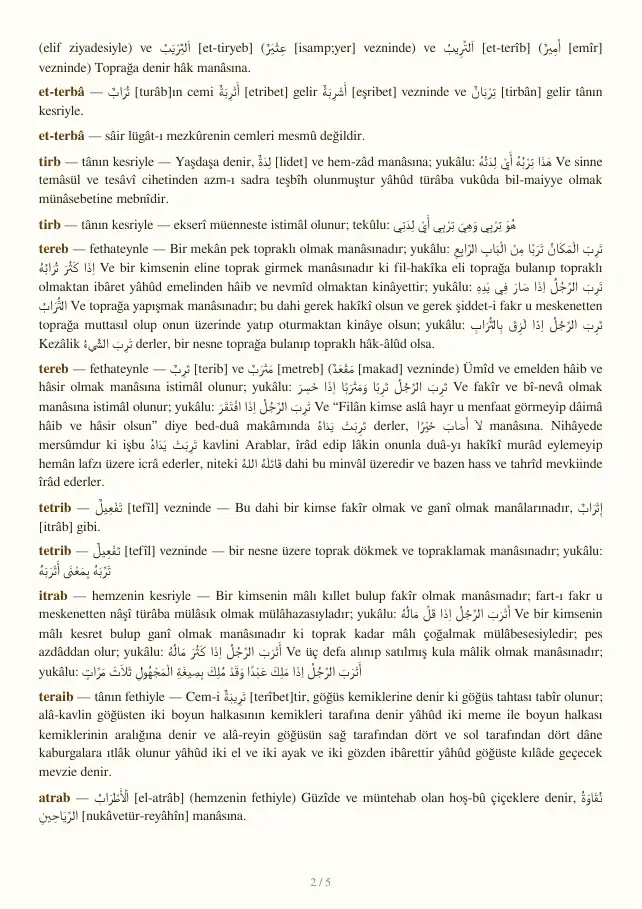 (elif ziyadesiyle) ve اَلتِّرْيَبُ [et-tiryeb] (عِثْيَرٌ [isamp;yer] vezninde) ve اَلتَّرِيبُ [et-terîb] (أَمِيرٌ [emîr]
vezninde) Toprağa denir hâk manâsına.
et-terbâ — تُرَابٌ [turâb]ın cemi أَتْرِبَةٌ [etribet] gelir أَشْرِبَةٌ [eşribet] vezninde ve تِرْبَانٌ [tirbân] gelir tânın
kesriyle.
et-terbâ — sâir lügât-ı mezkûrenin cemleri mesmû değildir.
tirb — tânın kesriyle — Yaşdaşa denir, لِدَةٌ [lidet] ve hem-zâd manâsına; yukâlu: هَذَا تِرْبُهُ أَيْ لِدَتُهُ Ve sinne
temâsül ve tesâvî cihetinden azm-ı sadra teşbîh olunmuştur yâhûd türâba vukûda bil-maiyye olmak
münâsebetine mebnîdir.
tirb — tânın kesriyle — ekserî müenneste istimâl olunur; tekûlu: هُوَ تِرْبِي وَهِيَ تِرْبِي أَيْ لِدَتِي
tereb — fethateynle — Bir mekân pek topraklı olmak manâsınadır; yukâlu: تَرِبَ الْمَكَانُ تَرَبًا مِنَ الْبَابِ الرَّابِعِ
إِذَا كَثُرَ تُرَابُهُ Ve bir kimsenin eline toprak girmek manâsınadır ki fil-hakîka eli toprağa bulanıp topraklı
olmaktan ibâret yâhûd emelinden hâib ve nevmîd olmaktan kinâyettir; yukâlu: تَرِبَ الرَّجُلُ إِذَا صَارَ فِي يَدِهِ
التُّرَابُ Ve toprağa yapışmak manâsınadır; bu dahi gerek hakîkî olsun ve gerek şiddet-i fakr u meskenetten
toprağa muttasıl olup onun üzerinde yatıp oturmaktan kinâye olsun; yukâlu: تَرِبَ الرَّجُلُ إِذَا لَزِقَ بِالتُّرَابِ
Kezâlik تَرِبَ الشَّيْءُ derler, bir nesne toprağa bulanıp topraklı hâk-âlûd olsa.
tereb — fethateynle — تَرِبٌ [terib] ve مَتْرَبٌ [metreb] (مَقْعَدٌ [makad] vezninde) Ümîd ve emelden hâib ve
hâsir olmak manâsına istimâl olunur; yukâlu: تَرِبَ الرَّجُلُ تَرِبًا وَمَتْرَبًا إِذَا خَسِرَ Ve fakîr ve bî-nevâ olmak
manâsına istimâl olunur; yukâlu: تَرِبَ الرَّجُلُ إِذَا افْتَقَرَ Ve “Filân kimse aslâ hayr u menfaat görmeyip dâimâ
hâib ve hâsir olsun” diye bed-duâ makâmında تَرِبَتْ يَدَاهُ derler, لَا أَصَابَ خَيْرًا manâsına. Nihâyede
mersûmdur ki işbu تَرِبَتْ يَدَاهُ kavlini Arablar, îrâd edip lâkin onunla duâ-yı hakîkî murâd eylemeyip
hemân lafzı üzere icrâ ederler, niteki قَاتَلَهُ اللهُ dahi bu minvâl üzeredir ve bazen hass ve tahrîd mevkiinde
îrâd ederler.
tetrib — تَفْعِيلٌ [tefîl] vezninde — Bu dahi bir kimse fakîr olmak ve ganî olmak manâlarınadır, إِتْرَابٌ
[itrâb] gibi.
tetrib — تَفْعِيلٌ [tefîl] vezninde — bir nesne üzere toprak dökmek ve topraklamak manâsınadır; yukâlu:
تَرَّبَهُ بِمَعْنَى أَتْرَبَهُ
itrab — hemzenin kesriyle — Bir kimsenin mâlı kıllet bulup fakîr olmak manâsınadır; fart-ı fakr u
meskenetten nâşî türâba mülâsık olmak mülâhazasıyladır; yukâlu: أَتْرَبَ الرَّجُلُ إِذَا قَلَّ مَالُهُ Ve bir kimsenin
mâlı kesret bulup ganî olmak manâsınadır ki toprak kadar mâlı çoğalmak mülâbesesiyledir; pes
azdâddan olur; yukâlu: أَتْرَبَ الرَّجُلُ إِذَا كَثُرَ مَالُهُ Ve üç defa alınıp satılmış kula mâlik olmak manâsınadır;
yukâlu: أَتْرَبَ الرَّجُلُ إِذَا مَلِكَ عَبْدًا وَقَدْ مُلِكَ بِصِيغَةِ الْمَجْهُولِ ثَلَاثَ مَرَّاتٍ
teraib — tânın fethiyle — Cem-i تَرِيبَةٌ [terîbet]tir, göğüs kemiklerine denir ki göğüs tahtası tabîr olunur;
alâ-kavlin göğüsten iki boyun halkasının kemikleri tarafına denir yâhûd iki meme ile boyun halkası
kemiklerinin aralığına denir ve alâ-reyin göğüsün sağ tarafından dört ve sol tarafından dört dâne
kaburgalara ıtlâk olunur yâhûd iki el ve iki ayak ve iki gözden ibârettir yâhûd göğüste kılâde geçecek
mevzie denir.
atrab — اَلْأَطْرَابُ [el-atrâb] (hemzenin fethiyle) Güzîde ve müntehab olan hoş-bû çiçeklere denir, نُقَاوَةُ
الرَّيَاحِينِ [nukâvetür-reyâhîn] manâsına.
2 / 5